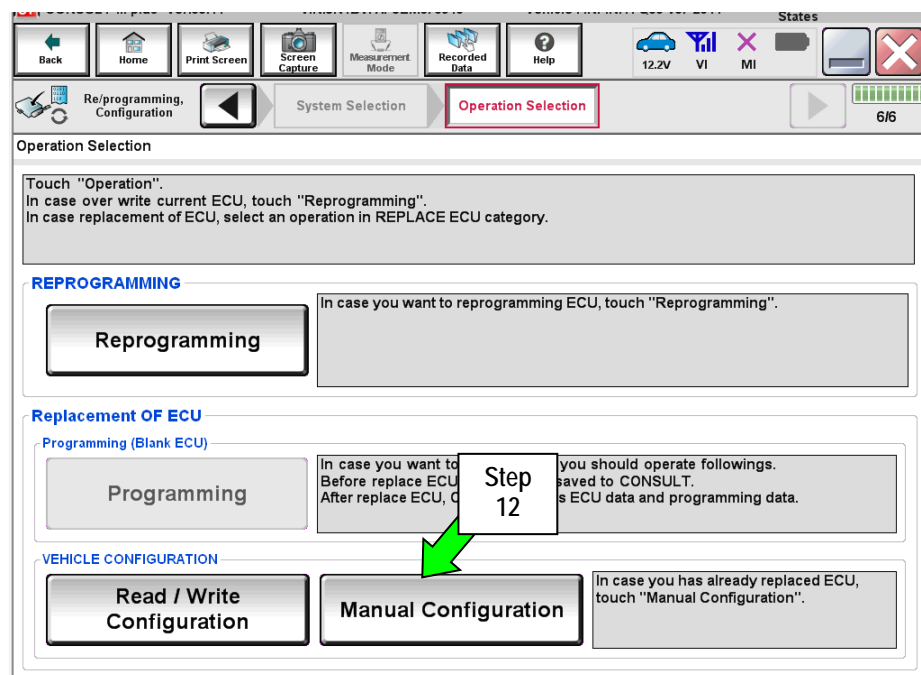 States
Back
Home
Print Screen
Screen
Capture
Measurement
Mode
Recorded
Data
Help
12.2V
VI
MI
Re/programming,
Configuration
System Selection
Operation Selection
6/6
Operation Selection
Touch "Operation".
In case over write current ECU, touch "Reprogramming".
In case replacement of ECU, select an operation in REPLACE ECU category.
REPROGRAMMING
Reprogramming
In case you want to reprogramming ECU, touch "Reprogramming".
Replacement OF ECU
Programming (Blank ECU)
Programming
In case you want to you should operate followings.
Before replace ECU saved to CONSULT.
After replace ECU, s ECU data and programming data.
Step
12
VEHICLE CONFIGURATION
Read / Write
Configuration
Manual Configuration
In case you has already replaced ECU,
touch "Manual Configuration".